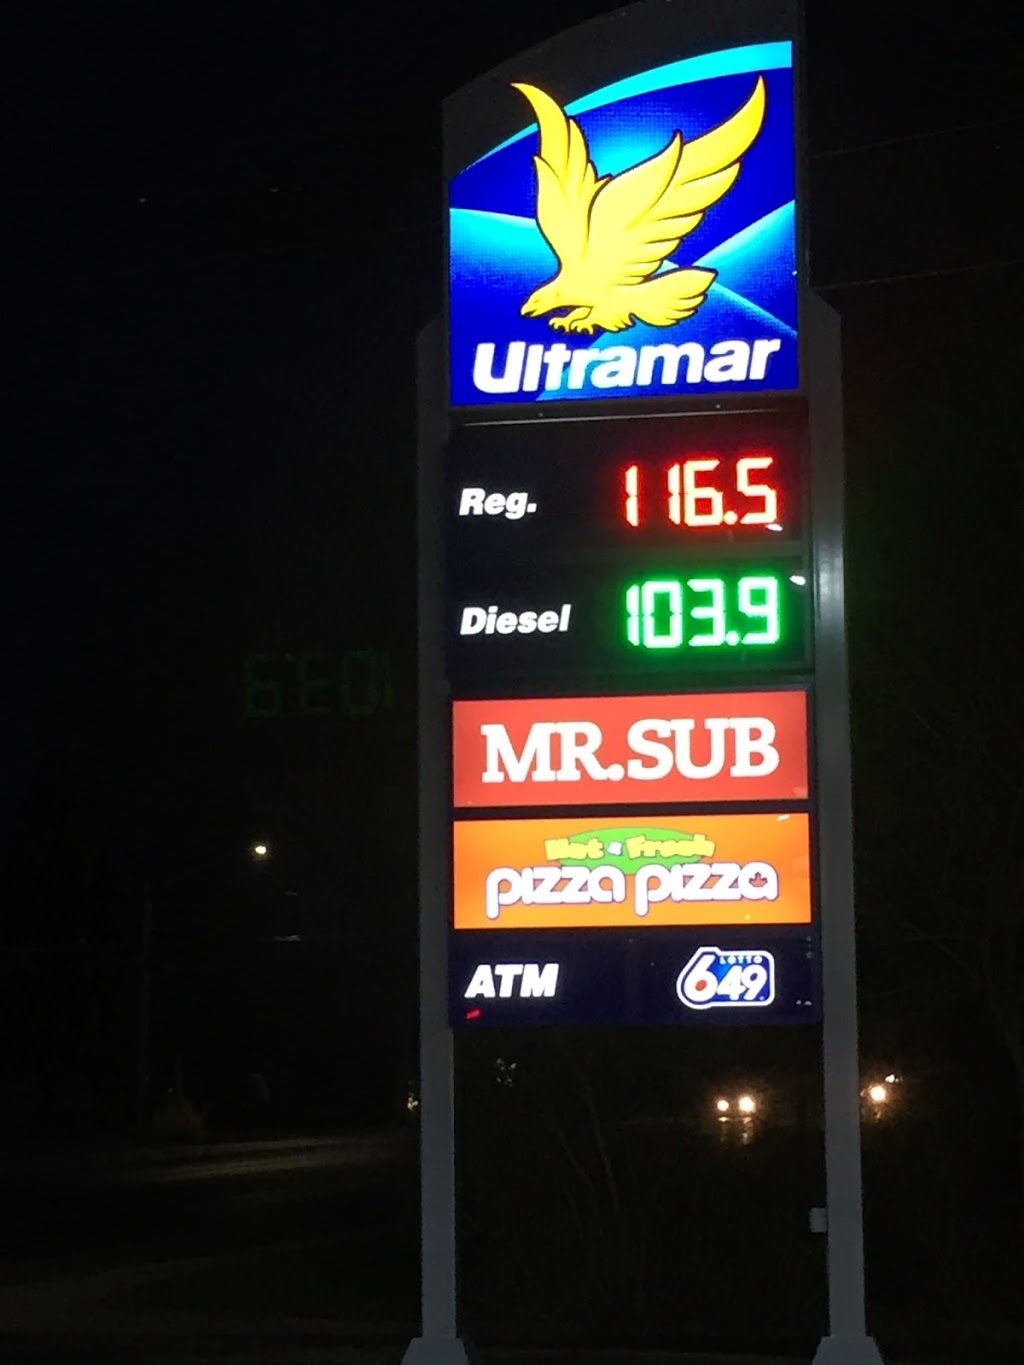 Ultramar
Reg. 116.5
Diesel 103.9
MR.SUB
Hot & Fresh
pizza pizza
ATM
LOTTO
649